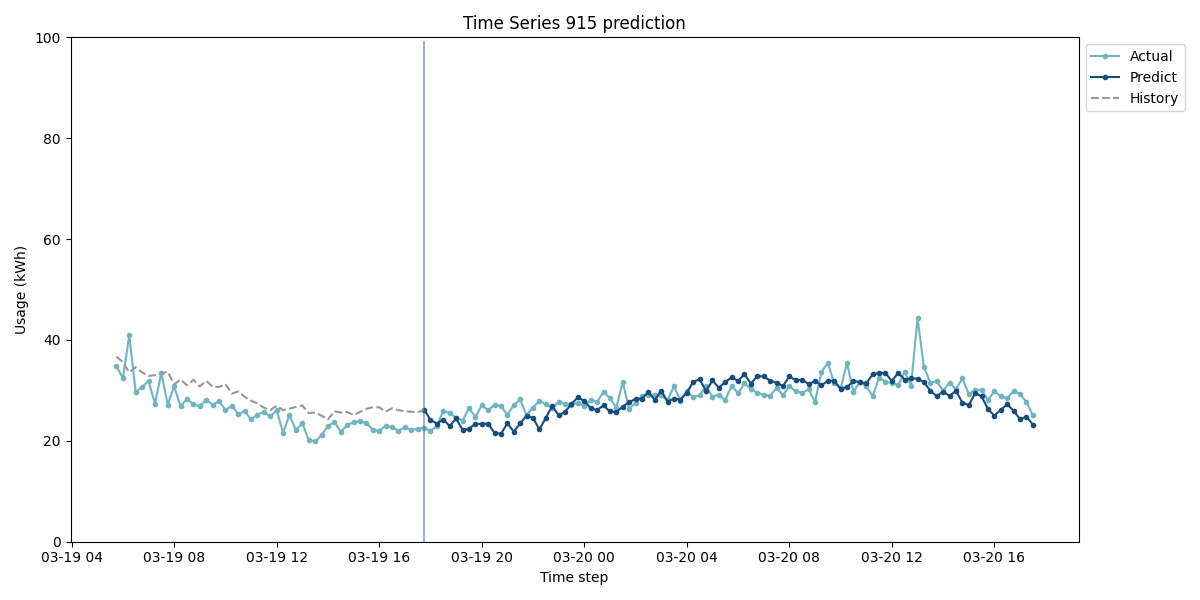 Time Series 915 prediction
Usage (kWh)
100
80
60
40
20
0
03-19 04
03-19 08
03-19 12
03-19 16
03-19 20
03-20 00
03-20 04
03-20 08
03-20 12
03-20 16
Time step
Actual
Predict
History